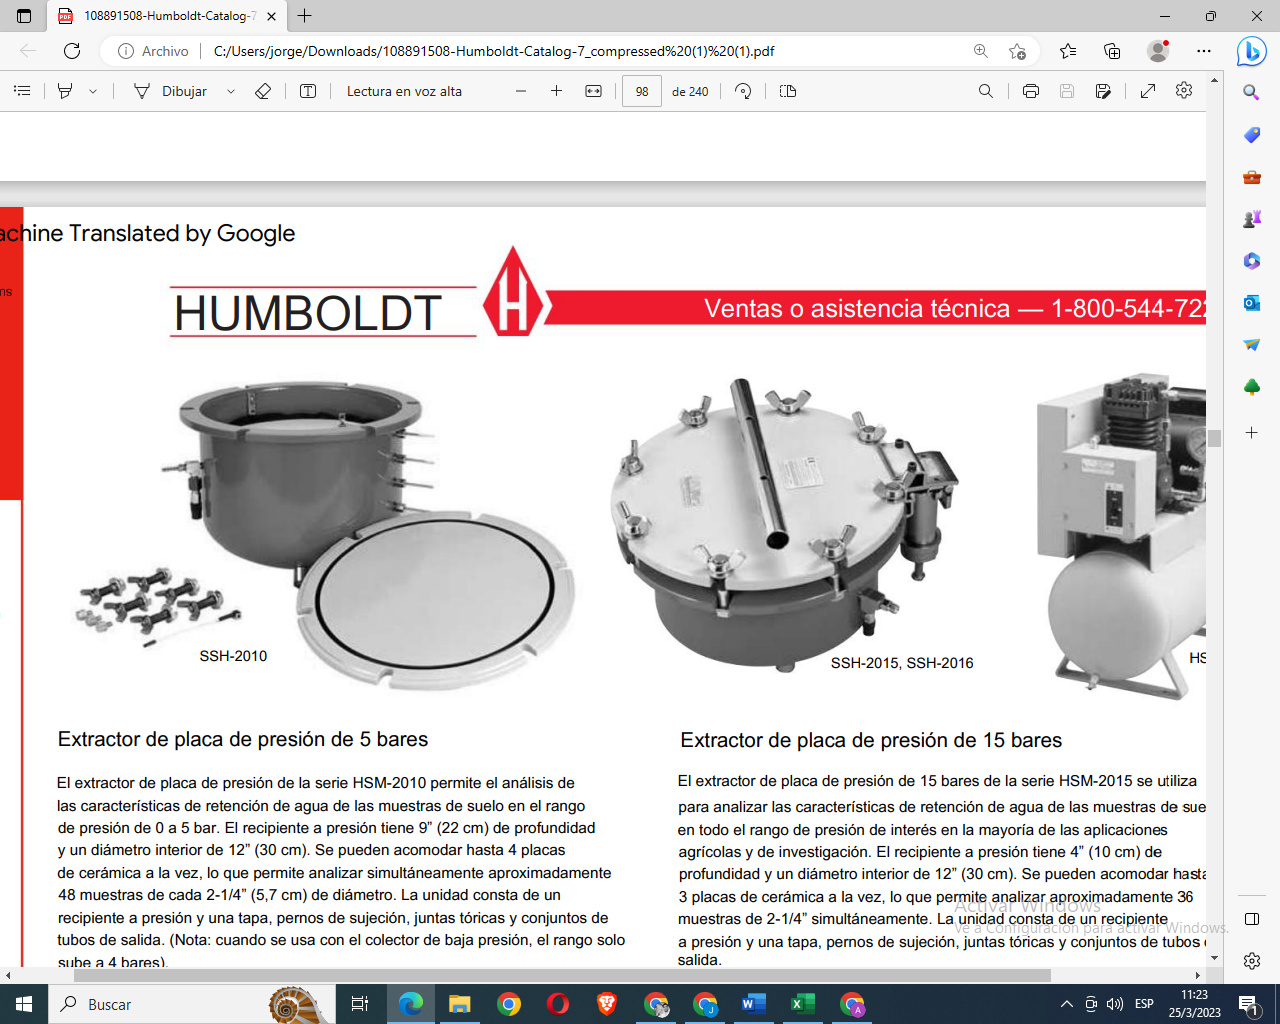 108891508-Humboldt-Catalog-7
Archivo
C:/Users/jorge/Downloads/108891508-Humboldt-Catalog-7_compressed%20(1)%20(1).pdf
Dibujar
Lectura en voz alta
98
de 240
achine Translated by Google
ns
HUMBOLDT
H
Ventas o asistencia técnica — 1-800-544-722
SSH-2010
SSH-2015, SSH-2016
HS
Extractor de placa de presión de 5 bares
El extractor de placa de presión de la serie HSM-2010 permite el análisis de
las características de retención de agua de las muestras de suelo en el rango
de presión de 0 a 5 bar. El recipiente a presión tiene 9” (22 cm) de profundidad
y un diámetro interior de 12” (30 cm). Se pueden acomodar hasta 4 placas
de cerámica a la vez, lo que permite analizar simultáneamente aproximadamente
48 muestras de cada 2-1/4” (5,7 cm) de diámetro. La unidad consta de un
recipiente a presión y una tapa, pernos de sujeción, juntas tóricas y conjuntos de
tubos de salida. (Nota: cuando se usa con el colector de baja presión, el rango solo
sube a 4 bares).
Extractor de placa de presión de 15 bares
El extractor de placa de presión de 15 bares de la serie HSM-2015 se utiliza
para analizar las características de retención de agua de las muestras de sue
en todo el rango de presión de interés en la mayoría de las aplicaciones
agrícolas y de investigación. El recipiente a presión tiene 4” (10 cm) de
profundidad y un diámetro interior de 12” (30 cm). Se pueden acomodar hasta
3 placas de cerámica a la vez, lo que permite analizar aproximadamente 36
muestras de 2-1/4” simultáneamente. La unidad consta de un recipiente
a presión y una tapa, pernos de sujeción, juntas tóricas y conjuntos de tubos
salida.
Activar Windows
Ve a Configuración para activar Windows.
Buscar
ESP
11:23
25/3/2023
1